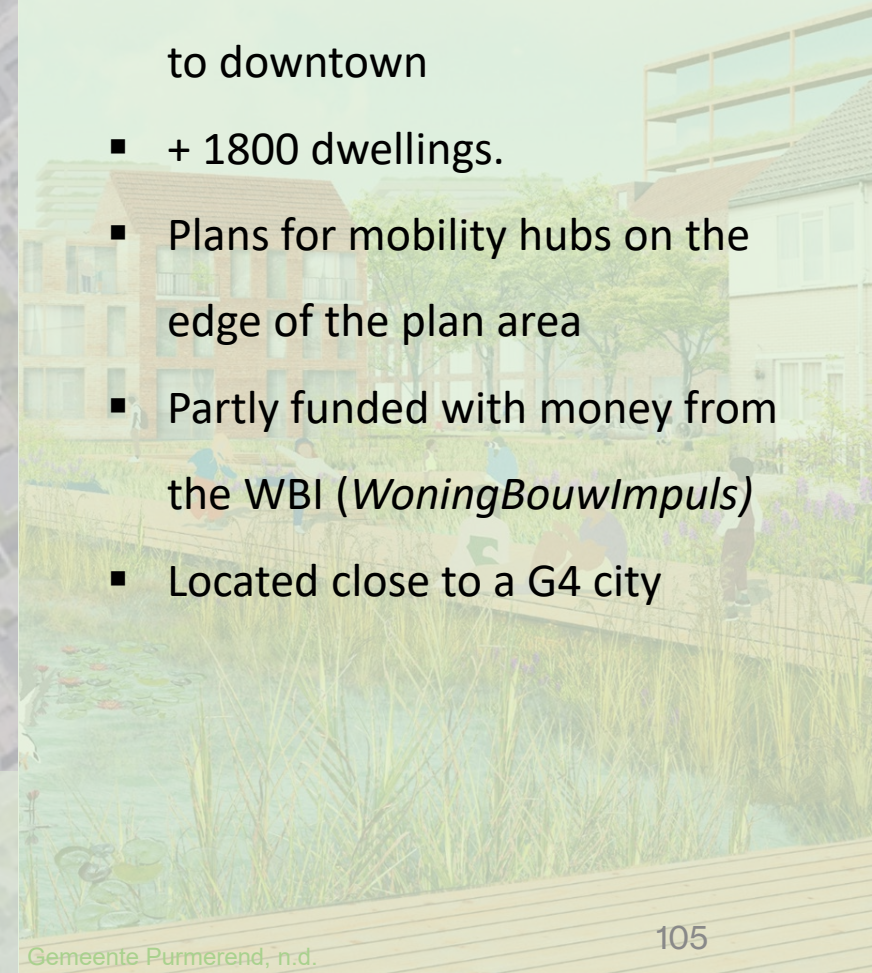 to downtown
▪ + 1800 dwellings.
▪ Plans for mobility hubs on the
edge of the plan area
▪ Partly funded with money from
the WBI (WoningBouwImpuls)
▪ Located close to a G4 city
105
Gemeente Purmerend, n.d.